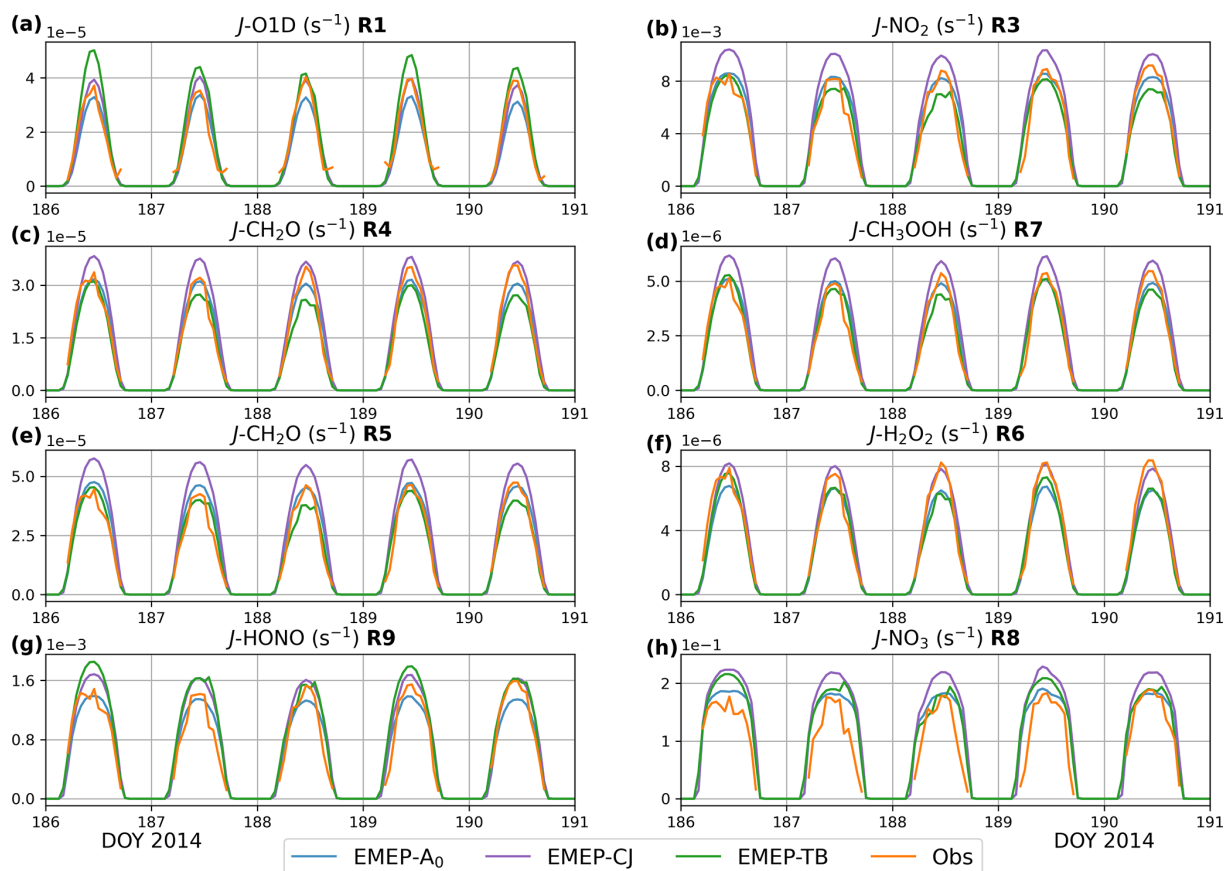 (a) 1e−5 J-O1D (s⁻¹) R1
4
2
0
186 187 188 189 190 191
(b) 1e−3 J-NO₂ (s⁻¹) R3
8
4
0
186 187 188 189 190 191
(c) 1e−5 J-CH₂O (s⁻¹) R4
3.0
1.5
0.0
186 187 188 189 190 191
(d) 1e−6 J-CH₃OOH (s⁻¹) R7
5.0
2.5
0.0
186 187 188 189 190 191
(e) 1e−5 J-CH₂O (s⁻¹) R5
5.0
2.5
0.0
186 187 188 189 190 191
(f) 1e−6 J-H₂O₂ (s⁻¹) R6
8
4
0
186 187 188 189 190 191
(g) 1e−3 J-HONO (s⁻¹) R9
1.6
0.8
0.0
186 187 188 189 190 191
DOY 2014
(h) 1e−1 J-NO₃ (s⁻¹) R8
2
1
0
186 187 188 189 190 191
DOY 2014
EMEP-A₀ EMEP-CJ EMEP-TB Obs